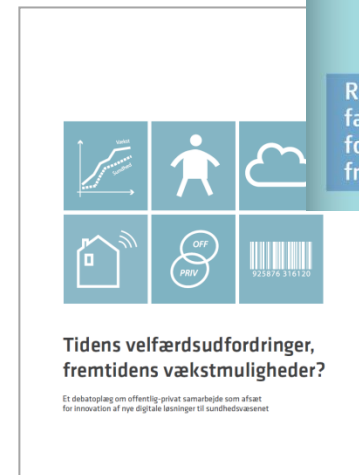 Vækst
Sundhed
OFF
PRIV
925876 316120
Tidens velfærdsudfordringer,
fremtidens vækstmuligheder?
Et debatoplæg om offentlig-privat samarbejde som afsæt
for innovation af nye digitale løsninger til sundhedsvæsenet